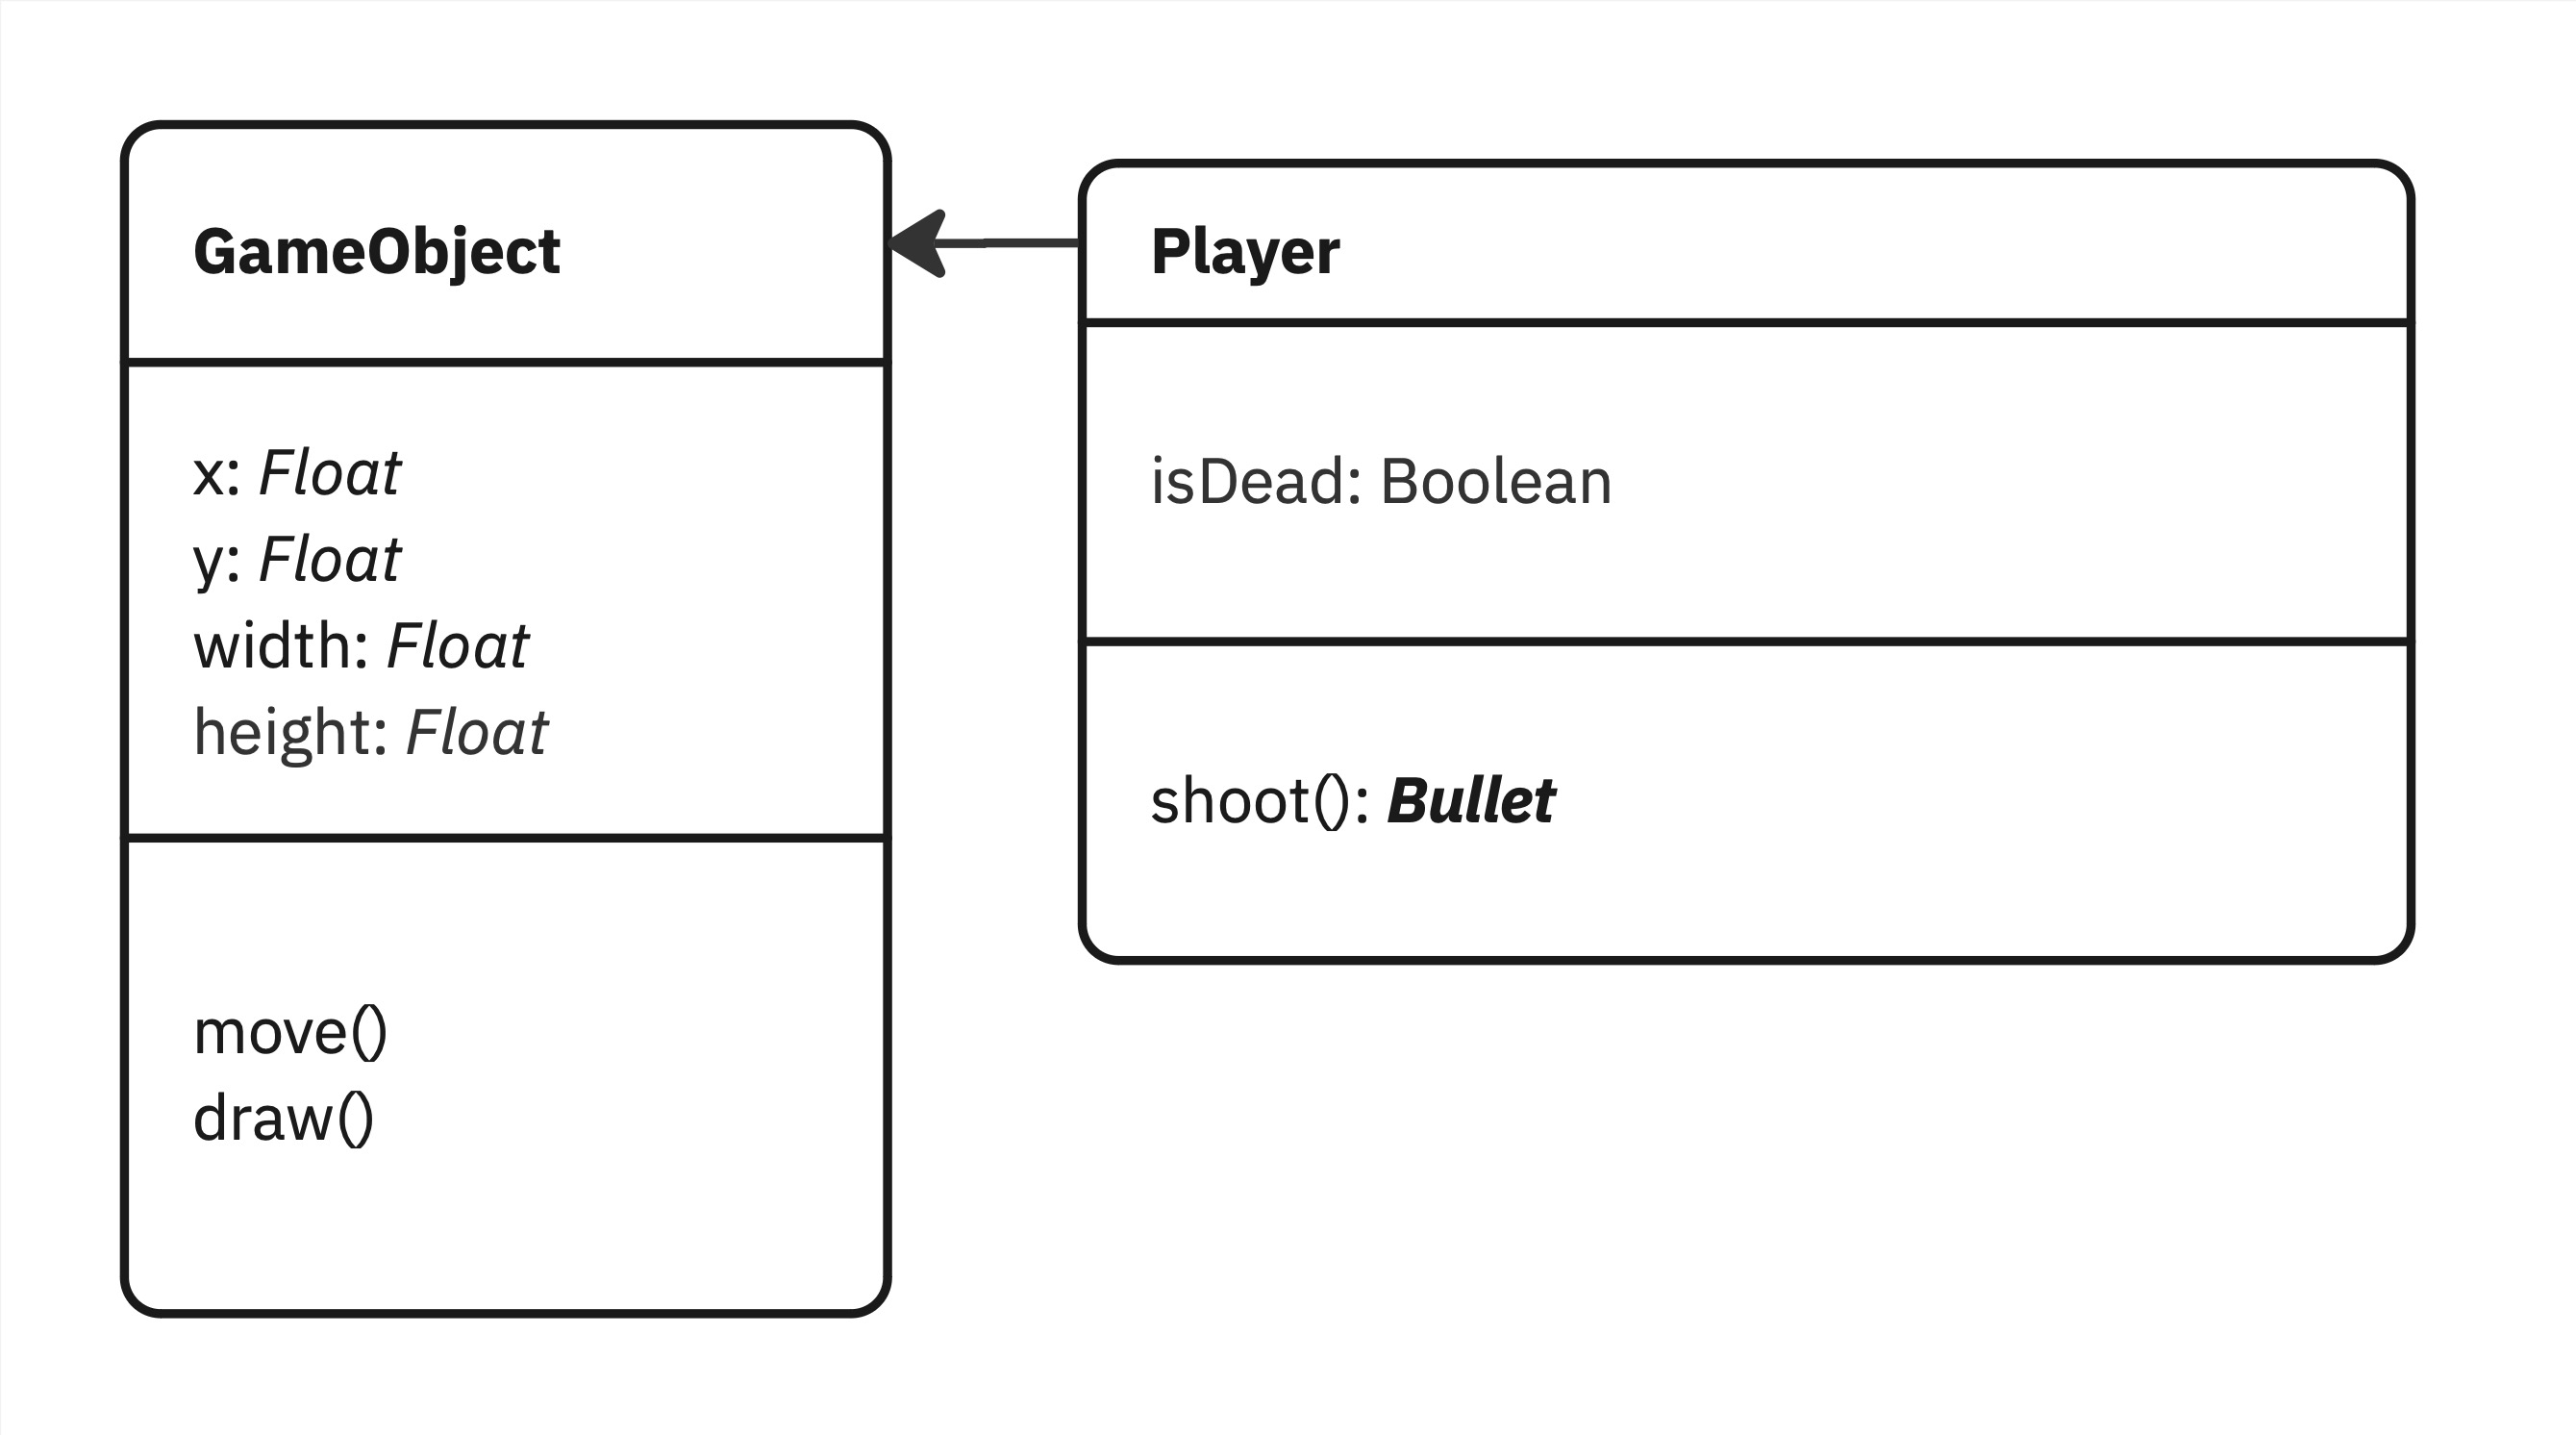 GameObject
x: Float
y: Float
width: Float
height: Float
move()
draw()
Player
isDead: Boolean
shoot(): Bullet